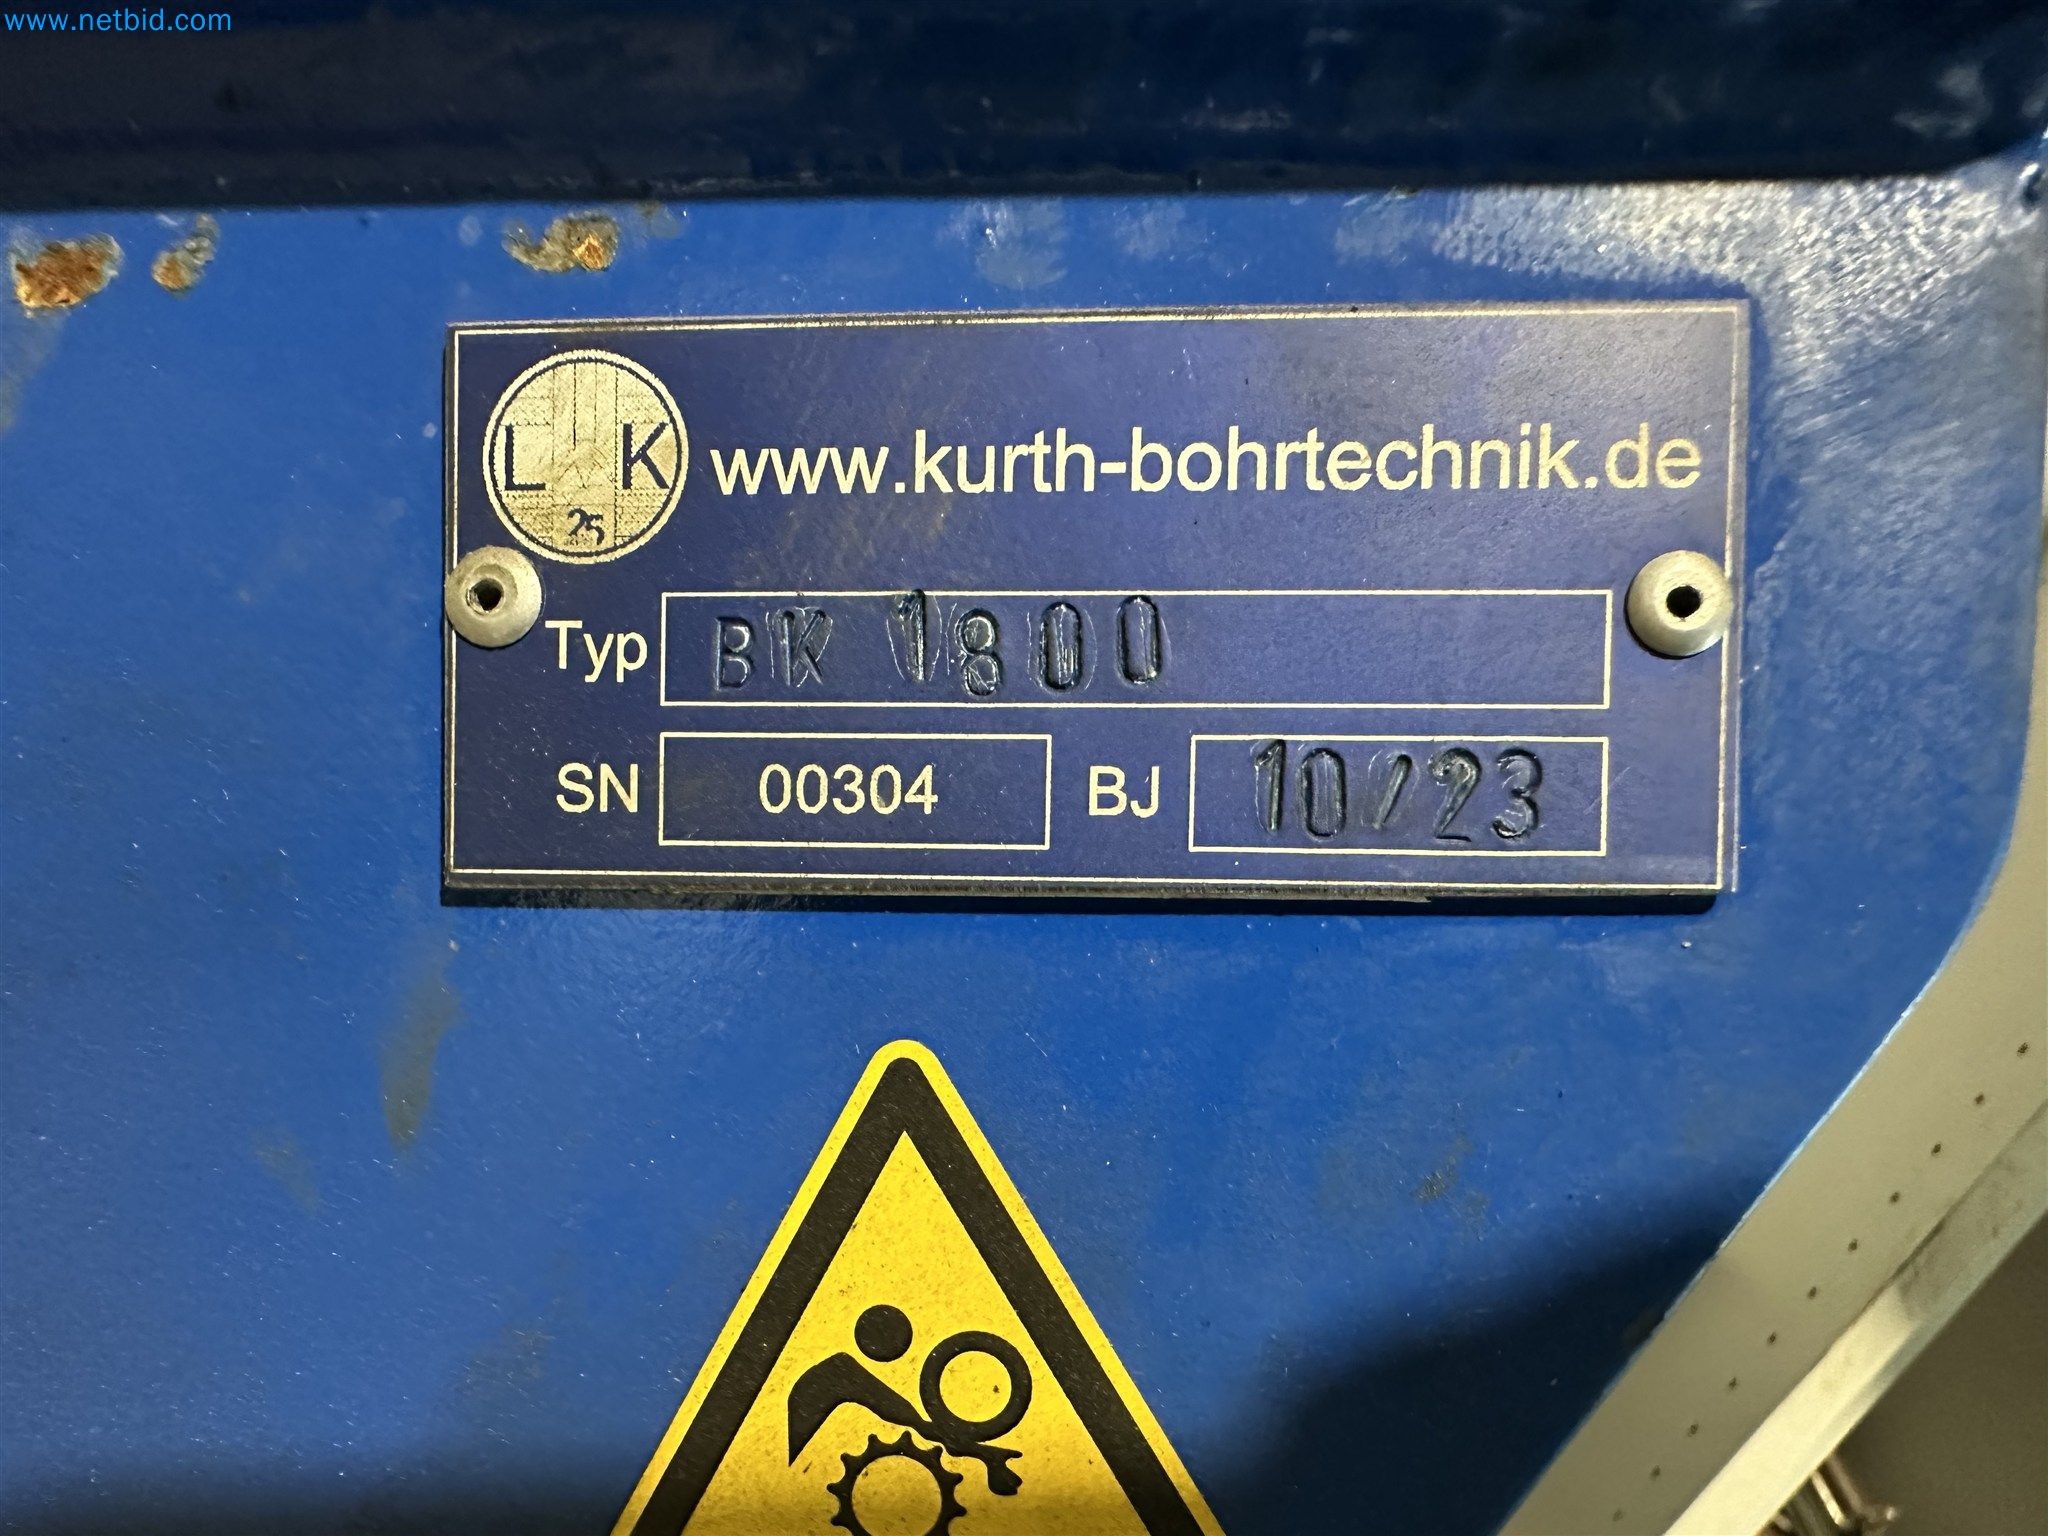 www.netbid.com
L K
25
www.kurth-bohrtechnik.de
Typ BK 1800
SN 00304 BJ 10/23